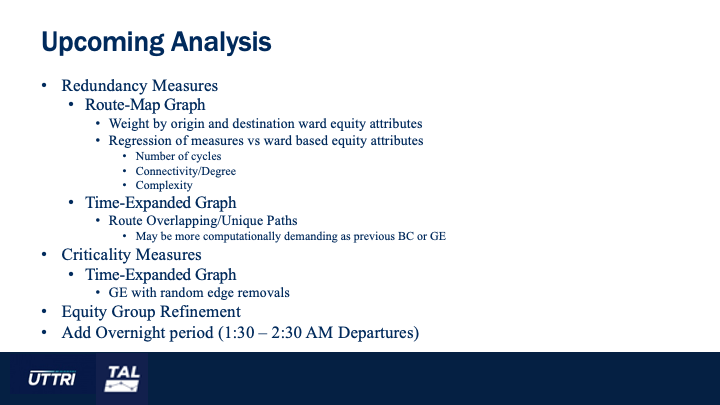 Upcoming Analysis
• Redundancy Measures
• Route-Map Graph
• Weight by origin and destination ward equity attributes
• Regression of measures vs ward based equity attributes
• Number of cycles
• Connectivity/Degree
• Complexity
• Time-Expanded Graph
• Route Overlapping/Unique Paths
• May be more computationally demanding as previous BC or GE
• Criticality Measures
• Time-Expanded Graph
• GE with random edge removals
• Equity Group Refinement
• Add Overnight period (1:30 – 2:30 AM Departures)
UTTRI TAL